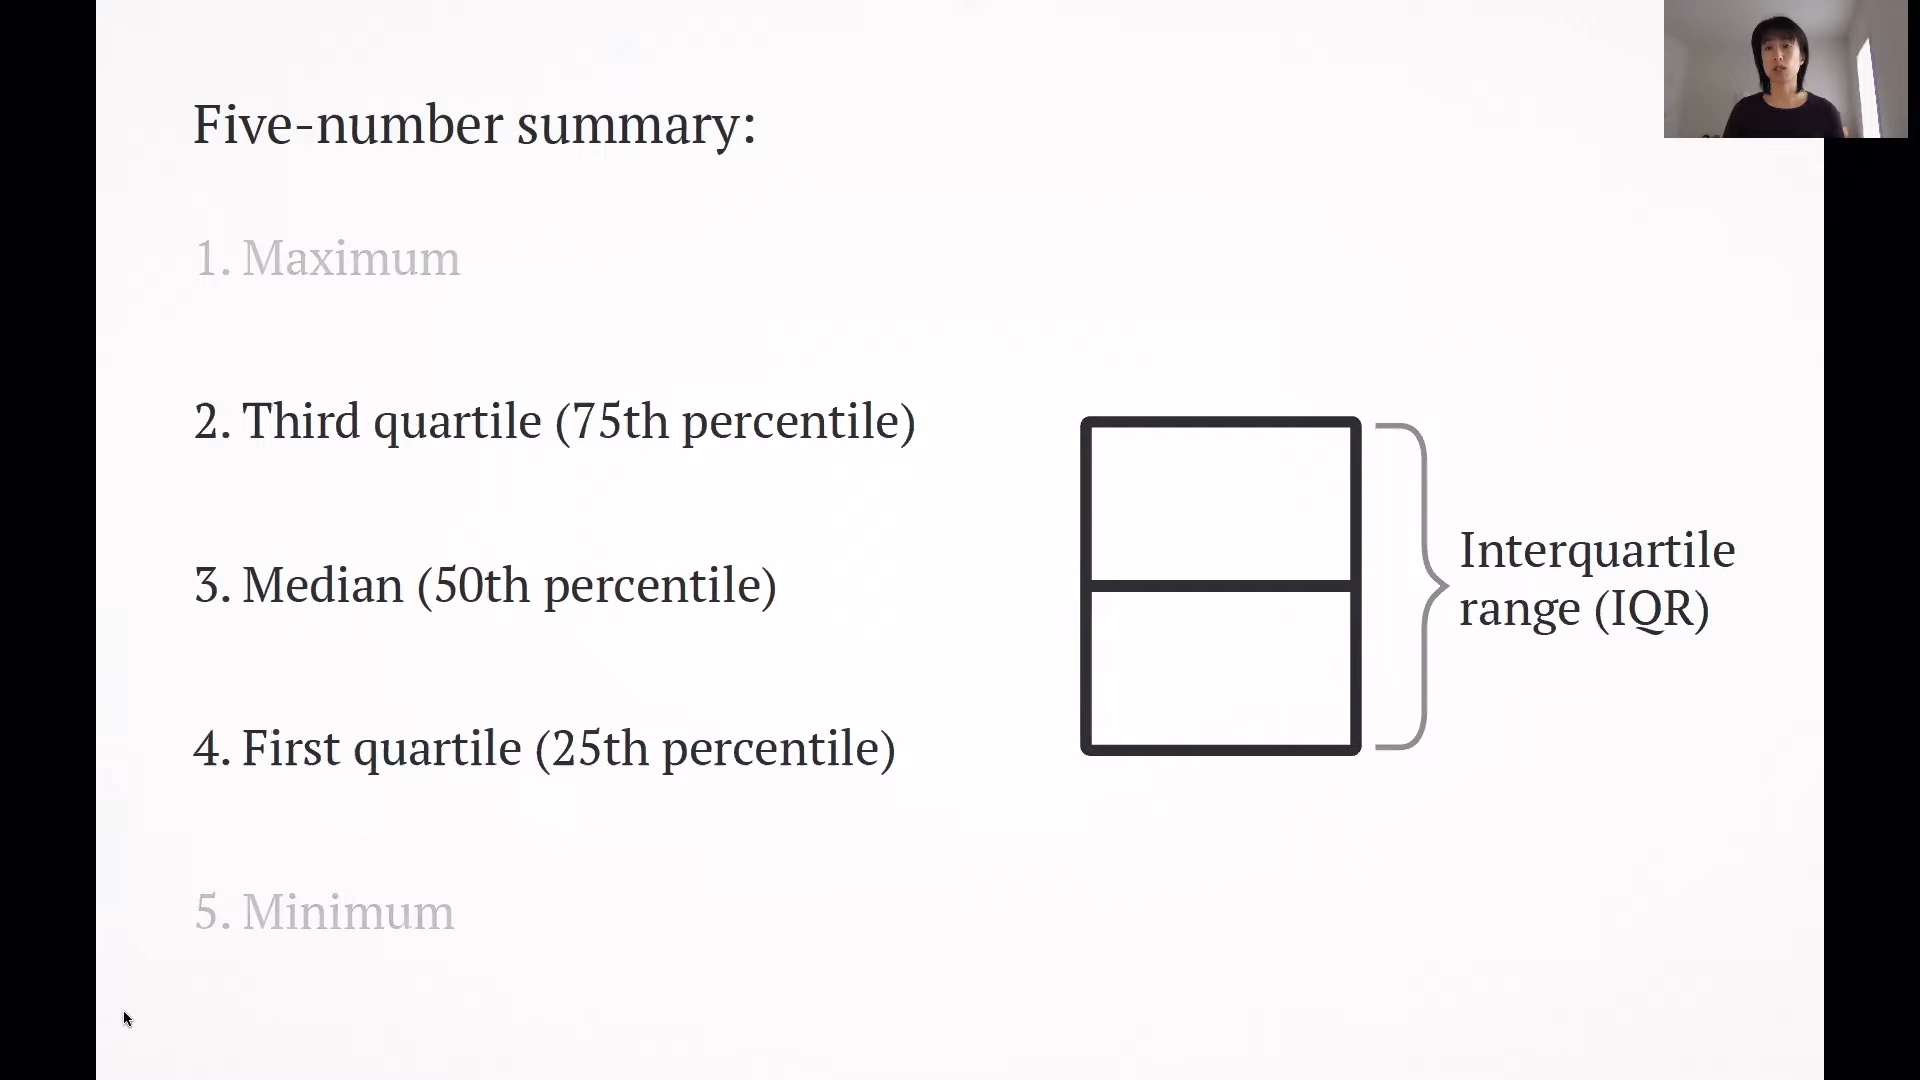 Five-number summary:
1. Maximum
2. Third quartile (75th percentile)
3. Median (50th percentile)
4. First quartile (25th percentile)
5. Minimum
Interquartile
range (IQR)